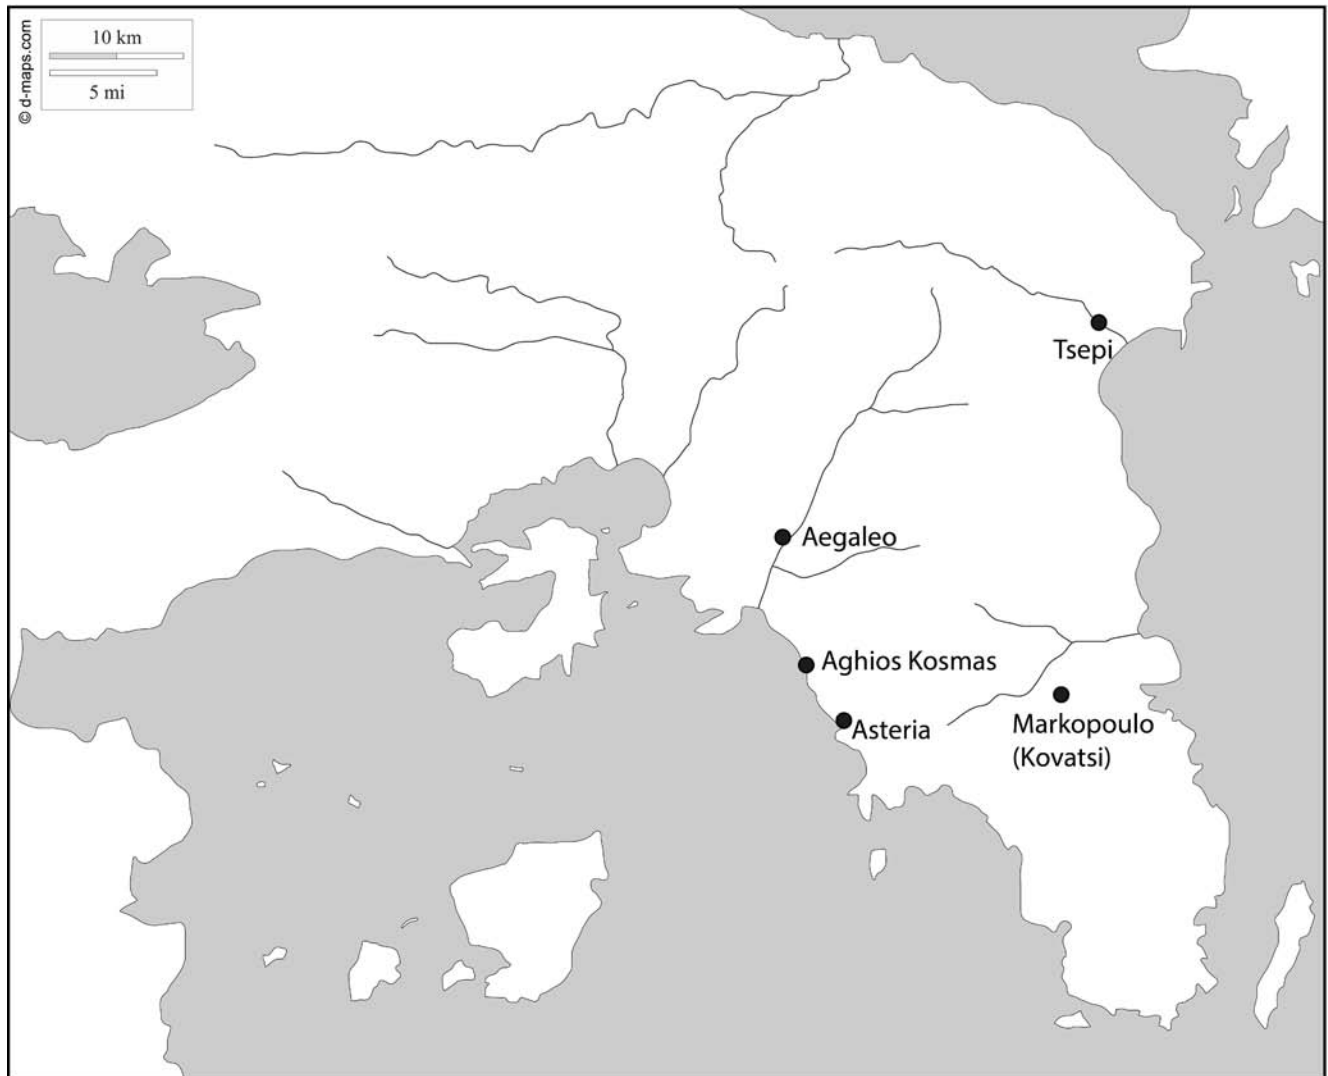 © d-maps.com
10 km
5 mi
Tsepi
Aegaleo
Aghios Kosmas
Asteria
Markopoulo
(Kovatsi)